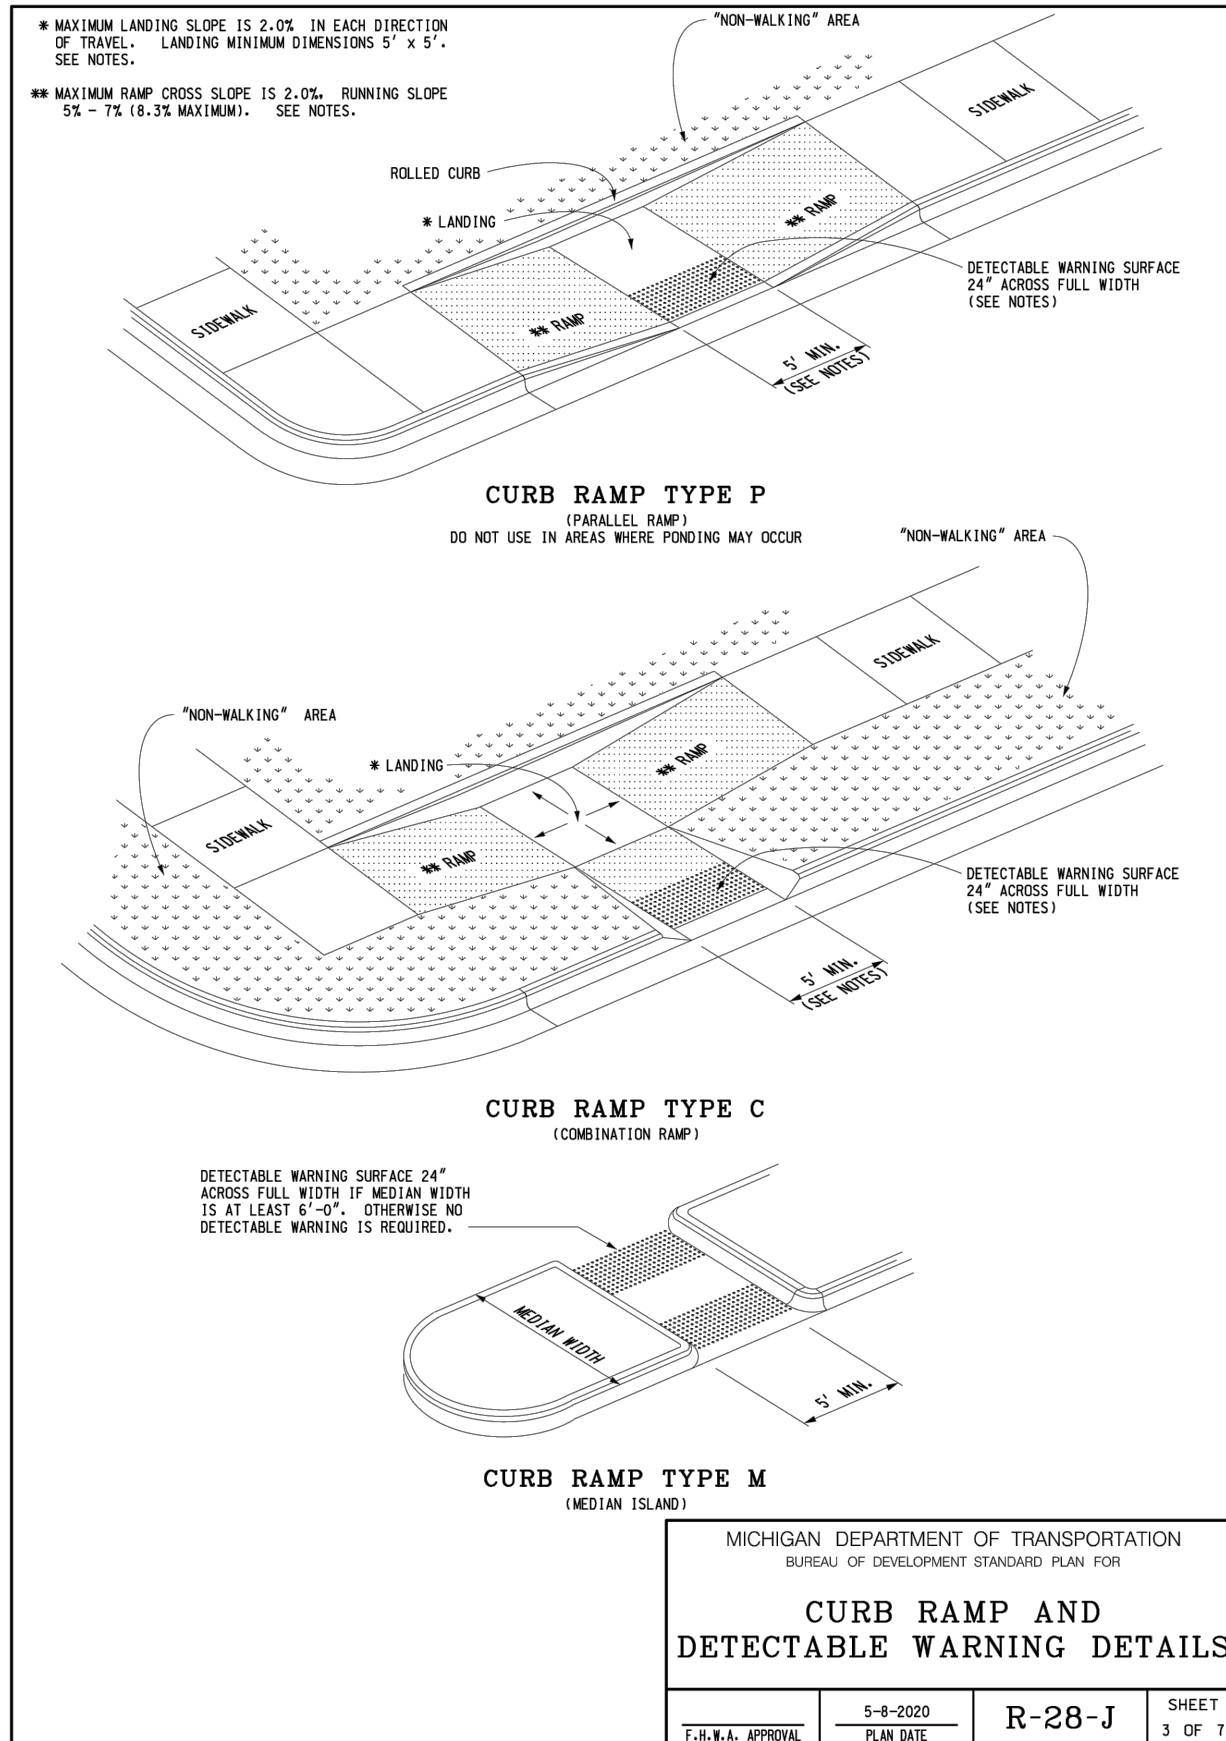 * MAXIMUM LANDING SLOPE IS 2.0% IN EACH DIRECTION
OF TRAVEL. LANDING MINIMUM DIMENSIONS 5' x 5'.
SEE NOTES.
** MAXIMUM RAMP CROSS SLOPE IS 2.0%. RUNNING SLOPE
5% - 7% (8.3% MAXIMUM). SEE NOTES.
"NON-WALKING" AREA
SIDEWALK
ROLLED CURB
* LANDING
** RAMP
DETECTABLE WARNING SURFACE
24" ACROSS FULL WIDTH
(SEE NOTES)
SIDEWALK
** RAMP
5' MIN.
(SEE NOTES)
CURB RAMP TYPE P
(PARALLEL RAMP)
DO NOT USE IN AREAS WHERE PONDING MAY OCCUR
"NON-WALKING" AREA
SIDEWALK
"NON-WALKING" AREA
* LANDING
** RAMP
SIDEWALK
** RAMP
DETECTABLE WARNING SURFACE
24" ACROSS FULL WIDTH
(SEE NOTES)
5' MIN.
(SEE NOTES)
CURB RAMP TYPE C
(COMBINATION RAMP)
DETECTABLE WARNING SURFACE 24"
ACROSS FULL WIDTH IF MEDIAN WIDTH
IS AT LEAST 6'-0". OTHERWISE NO
DETECTABLE WARNING IS REQUIRED.
MEDIAN WIDTH
5' MIN.
CURB RAMP TYPE M
(MEDIAN ISLAND)
MICHIGAN DEPARTMENT OF TRANSPORTATION
BUREAU OF DEVELOPMENT STANDARD PLAN FOR
CURB RAMP AND
DETECTABLE WARNING DETAILS
F.H.W.A. APPROVAL
5-8-2020
PLAN DATE
R-28-J
SHEET
3 OF 7